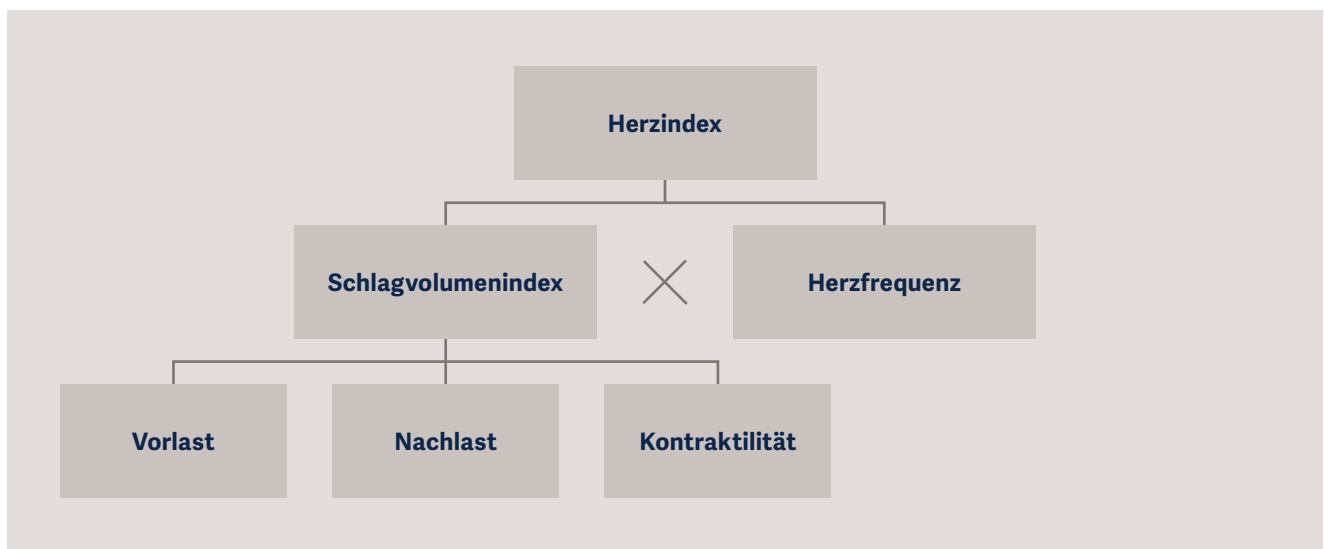 Herzindex
Schlagvolumenindex
Herzfrequenz
Vorlast
Nachlast
Kontraktilität